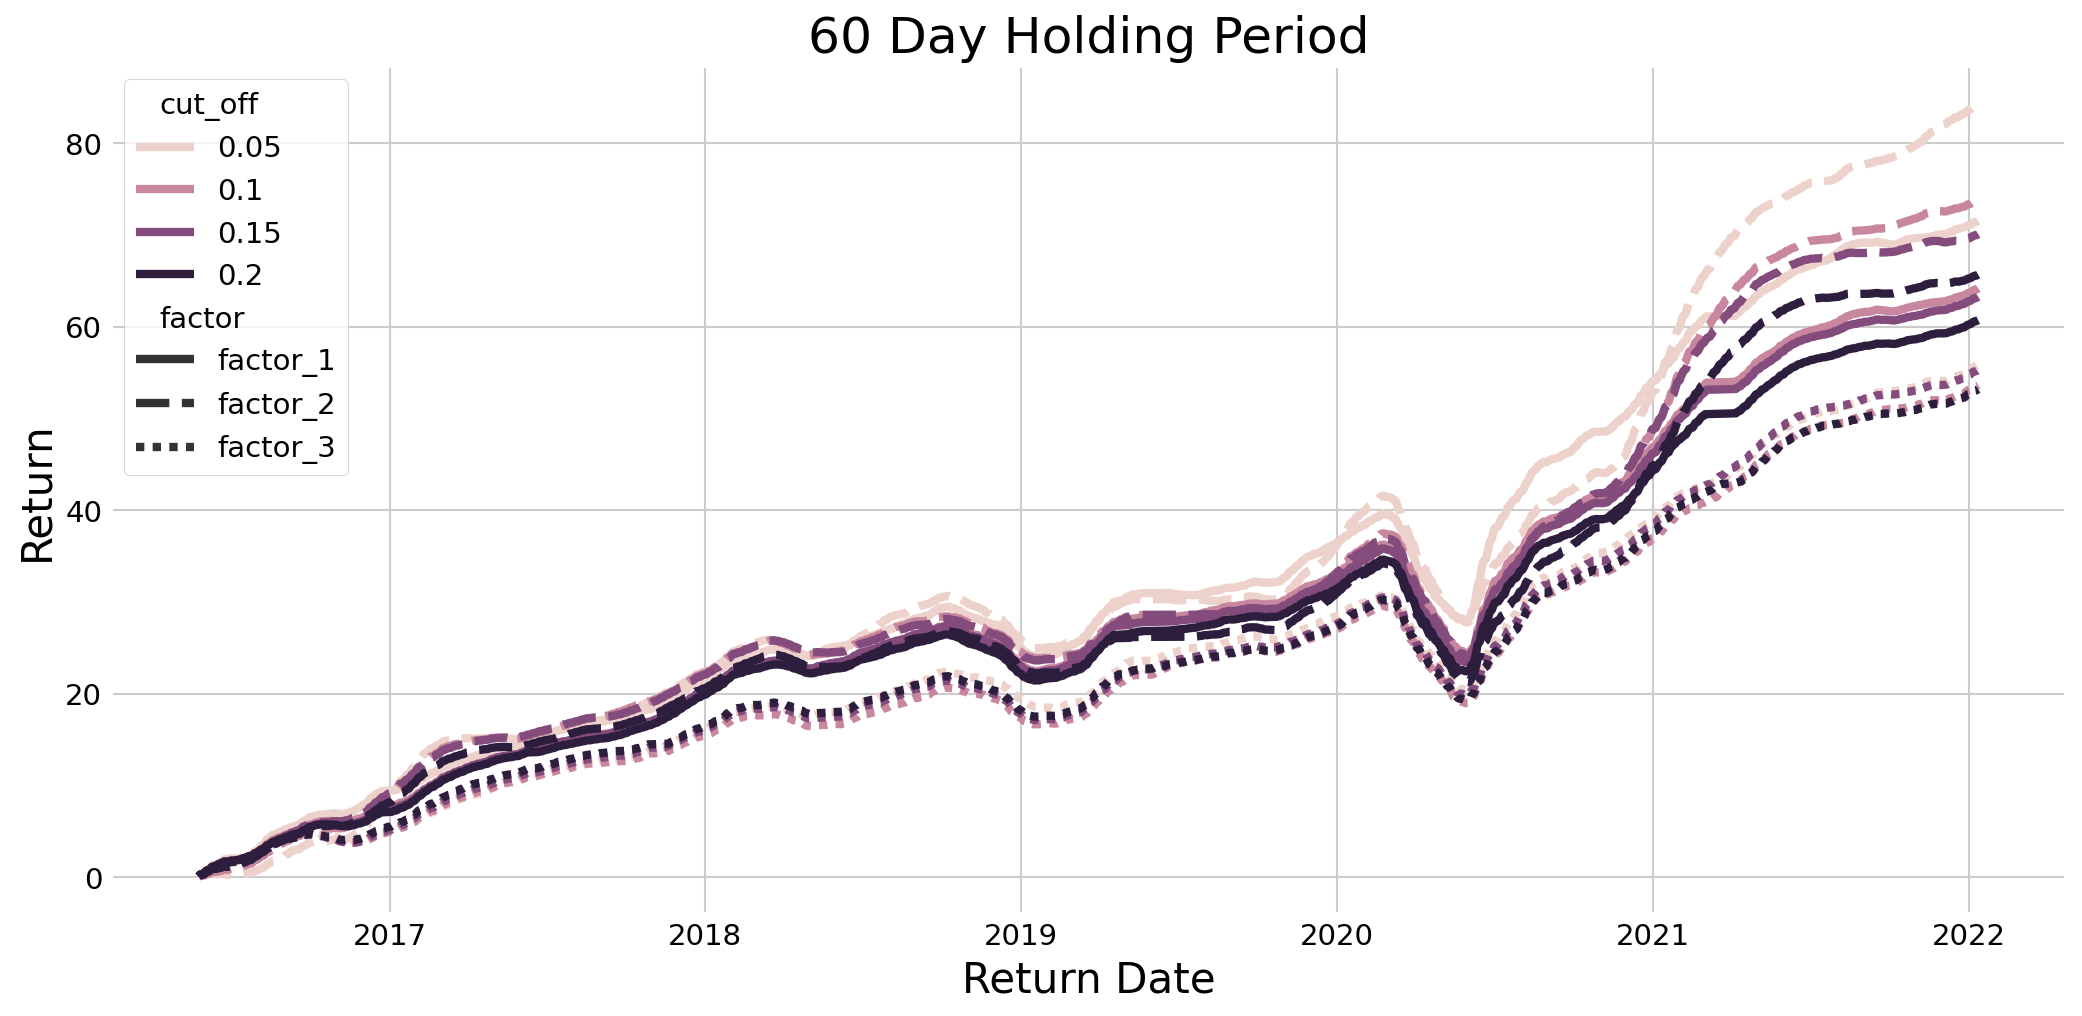 60 Day Holding Period
cut_off
0.05
0.1
0.15
0.2
factor
factor_1
factor_2
factor_3
Return
80
60
40
20
0
2017 2018 2019 2020 2021 2022
Return Date